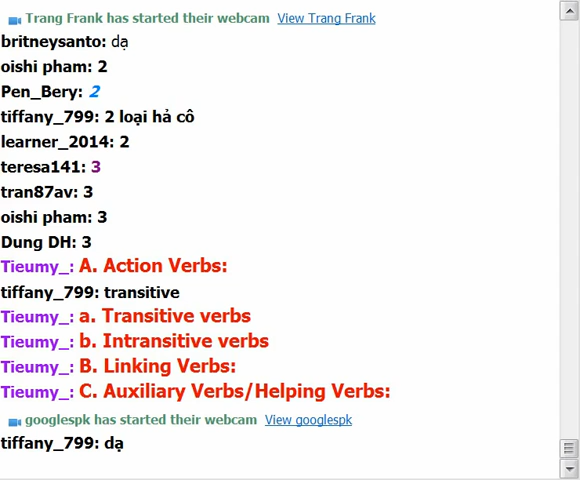 Trang Frank has started their webcam View Trang Frank
britneysanto: dạ
oishi pham: 2
Pen_Bery: 2
tiffany_799: 2 loại hả cô
learner_2014: 2
teresa141: 3
tran87av: 3
oishi pham: 3
Dung DH: 3
Tieumy_: A. Action Verbs:
tiffany_799: transitive
Tieumy_: a. Transitive verbs
Tieumy_: b. Intransitive verbs
Tieumy_: B. Linking Verbs:
Tieumy_: C. Auxiliary Verbs/Helping Verbs:
googlespk has started their webcam View googlespk
tiffany_799: dạ